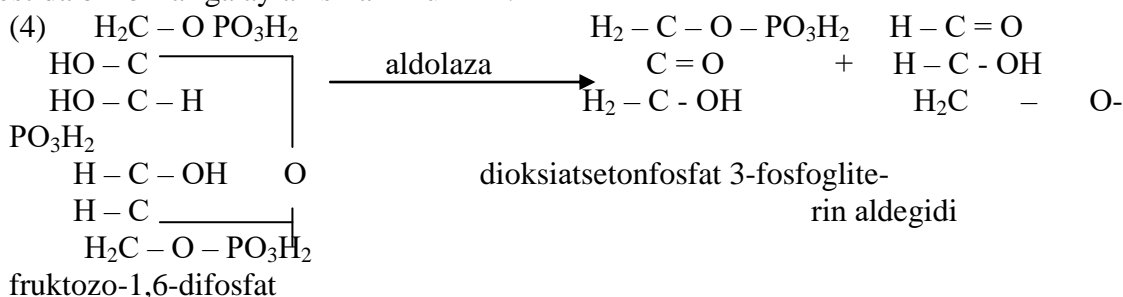 (4) H₂C – O PO₃H₂ H₂ – C – O – PO₃H₂ H – C = O
HO – C aldolaza C = O + H – C - OH
HO – C – H H₂ – C - OH H₂C – O-
PO₃H₂
H – C – OH O dioksiatsetonfosfat 3-fosfoglite-
H – C rin aldegidi
H₂C – O – PO₃H₂
fruktozo-1,6-difosfat